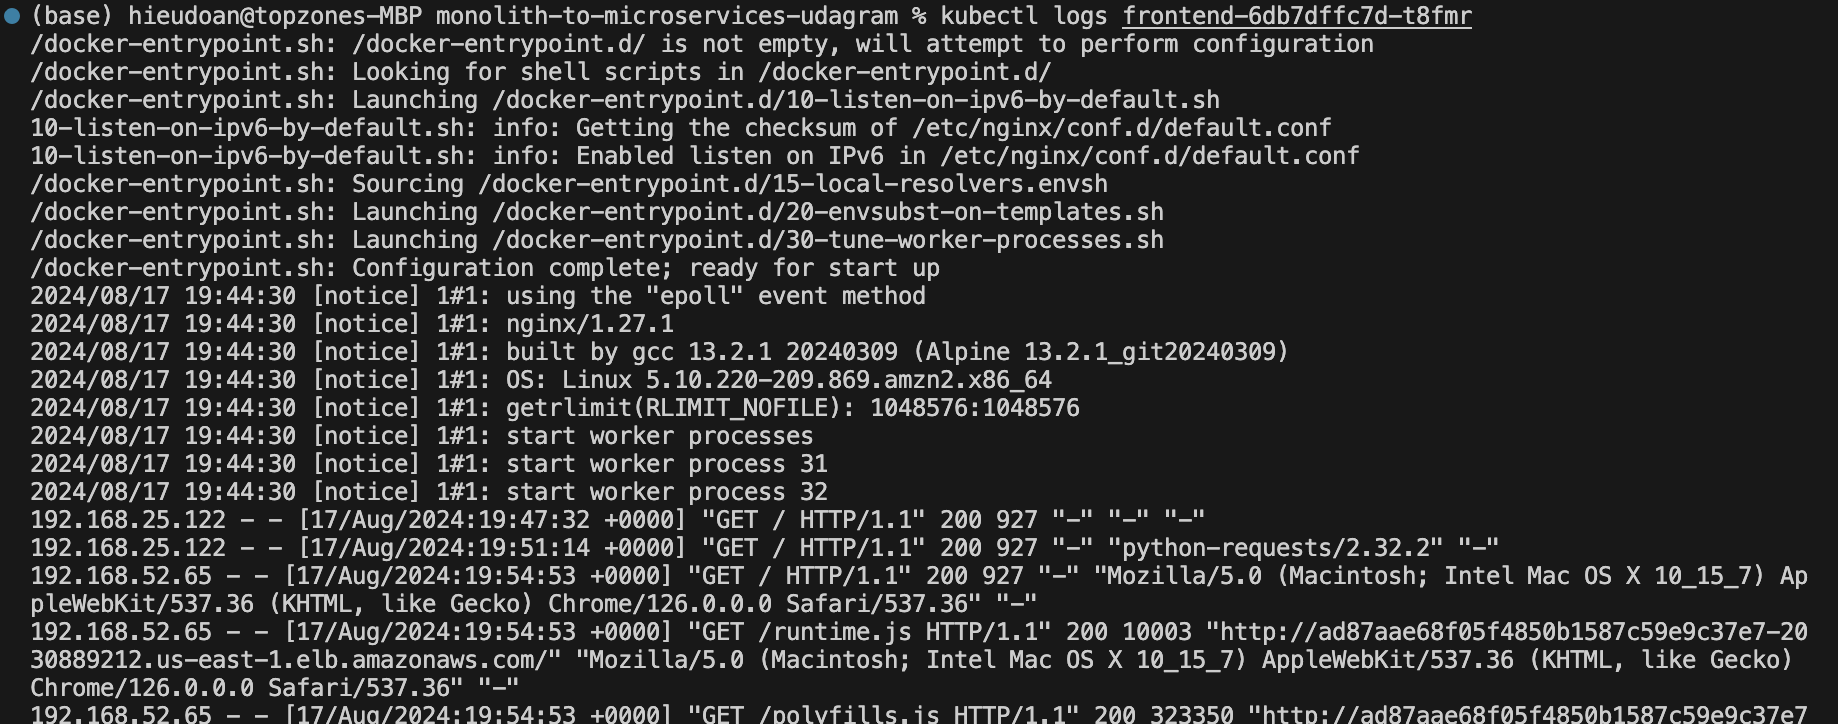 (base) hieudoan@topzones-MBP monolith-to-microservices-udagram % kubectl logs frontend-6db7dffc7d-t8fmr
/docker-entrypoint.sh: /docker-entrypoint.d/ is not empty, will attempt to perform configuration
/docker-entrypoint.sh: Looking for shell scripts in /docker-entrypoint.d/
/docker-entrypoint.sh: Launching /docker-entrypoint.d/10-listen-on-ipv6-by-default.sh
10-listen-on-ipv6-by-default.sh: info: Getting the checksum of /etc/nginx/conf.d/default.conf
10-listen-on-ipv6-by-default.sh: info: Enabled listen on IPv6 in /etc/nginx/conf.d/default.conf
/docker-entrypoint.sh: Sourcing /docker-entrypoint.d/15-local-resolvers.envsh
/docker-entrypoint.sh: Launching /docker-entrypoint.d/20-envsubst-on-templates.sh
/docker-entrypoint.sh: Launching /docker-entrypoint.d/30-tune-worker-processes.sh
/docker-entrypoint.sh: Configuration complete; ready for start up
2024/08/17 19:44:30 [notice] 1#1: using the "epoll" event method
2024/08/17 19:44:30 [notice] 1#1: nginx/1.27.1
2024/08/17 19:44:30 [notice] 1#1: built by gcc 13.2.1 20240309 (Alpine 13.2.1_git20240309)
2024/08/17 19:44:30 [notice] 1#1: OS: Linux 5.10.220-209.869.amzn2.x86_64
2024/08/17 19:44:30 [notice] 1#1: getrlimit(RLIMIT_NOFILE): 1048576:1048576
2024/08/17 19:44:30 [notice] 1#1: start worker processes
2024/08/17 19:44:30 [notice] 1#1: start worker process 31
2024/08/17 19:44:30 [notice] 1#1: start worker process 32
192.168.25.122 - - [17/Aug/2024:19:47:32 +0000] "GET / HTTP/1.1" 200 927 "-" "-" "-"
192.168.25.122 - - [17/Aug/2024:19:51:14 +0000] "GET / HTTP/1.1" 200 927 "-" "python-requests/2.32.2" "-"
192.168.52.65 - - [17/Aug/2024:19:54:53 +0000] "GET / HTTP/1.1" 200 927 "-" "Mozilla/5.0 (Macintosh; Intel Mac OS X 10_15_7) Ap
pleWebKit/537.36 (KHTML, like Gecko) Chrome/126.0.0.0 Safari/537.36" "-"
192.168.52.65 - - [17/Aug/2024:19:54:53 +0000] "GET /runtime.js HTTP/1.1" 200 10003 "http://ad87aae68f05f4850b1587c59e9c37e7-20
30889212.us-east-1.elb.amazonaws.com/" "Mozilla/5.0 (Macintosh; Intel Mac OS X 10_15_7) AppleWebKit/537.36 (KHTML, like Gecko)
Chrome/126.0.0.0 Safari/537.36" "-"
192.168.52.65 - - [17/Aug/2024:19:54:53 +0000] "GET /polyfills.js HTTP/1.1" 200 323350 "http://ad87aae68f05f4850b1587c59e9c37e7